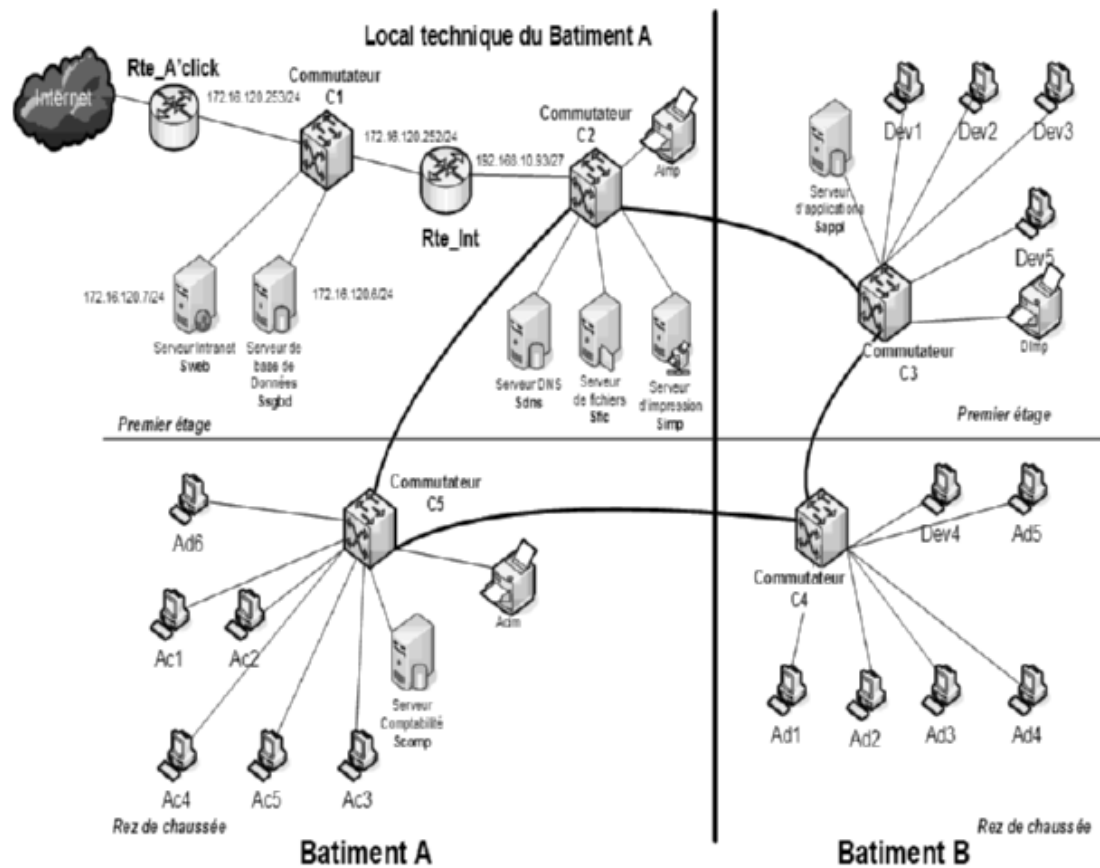 Local technique du Batiment A
Rte_A'click
Internet
172.16.120.253/24
Commutateur
C1
172.16.120.252/24
Rte_Int
192.168.10.93/27
Commutateur
C2
Aimp
172.16.120.7/24
Serveur Intranet
Sweb
172.16.120.6/24
Serveur de
base de
Données
Ssgbd
Serveur DNS
Sdns
Serveur
de fichiers
Sfic
Serveur
d'impression
Simp
Premier étage
Dev1
Dev2
Dev3
Serveur
d'applications
Sappl
Dev5
Dimp
Commutateur
C3
Premier étage
Commutateur
C5
Ad6
Ac1
Ac2
Serveur
Comptabilité
Scomp
Ac4
Ac5
Ac3
Rez de chaussée
Batiment A
Dev4
Ad5
Commutateur
C4
Ad1
Ad2
Ad3
Ad4
Rez de chaussée
Batiment B